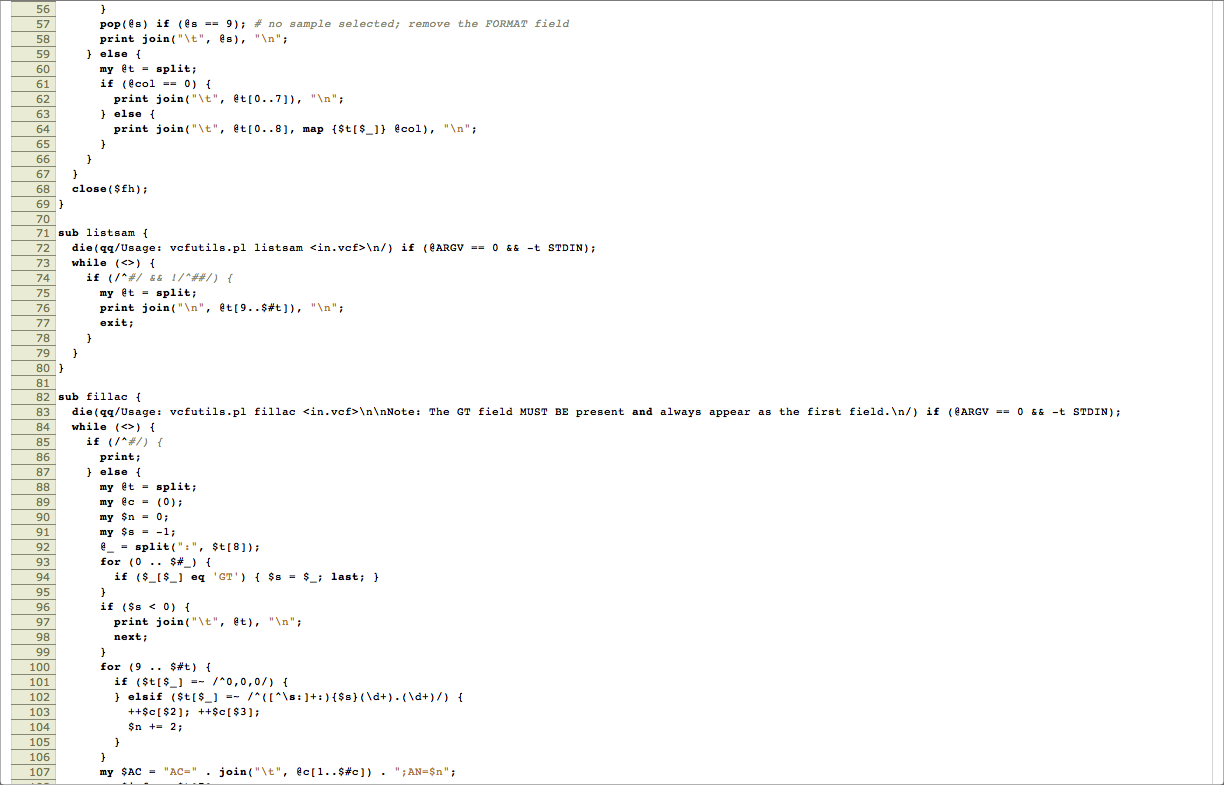 56       }
57       pop(@s) if (@s == 9); # no sample selected; remove the FORMAT field
58       print join("\t", @s), "\n";
59     } else {
60       my @t = split;
61       if (@col == 0) {
62         print join("\t", @t[0..7]), "\n";
63       } else {
64         print join("\t", @t[0..8], map {$t[$_]} @col), "\n";
65       }
66     }
67   }
68   close($fh);
69 }
70
71 sub listsam {
72   die(qq/Usage: vcfutils.pl listsam <in.vcf>\n/) if (@ARGV == 0 && -t STDIN);
73   while (<>) {
74     if (/^#/ && !/^##/) {
75       my @t = split;
76       print join("\n", @t[9..$#t]), "\n";
77       exit;
78     }
79   }
80 }
81
82 sub fillac {
83   die(qq/Usage: vcfutils.pl fillac <in.vcf>\n\nNote: The GT field MUST BE present and always appear as the first field.\n/) if (@ARGV == 0 && -t STDIN);
84   while (<>) {
85     if (/^#/) {
86       print;
87     } else {
88       my @t = split;
89       my @c = (0);
90       my $n = 0;
91       my $s = -1;
92       @_ = split(":", $t[8]);
93       for (0 .. $#_) {
94         if ($_[$_] eq 'GT') { $s = $_; last; }
95       }
96       if ($s < 0) {
97         print join("\t", @t), "\n";
98         next;
99       }
100       for (9 .. $#t) {
101         if ($t[$_] =~ /^0,0,0/) {
102         } elsif ($t[$_] =~ /^([^\s:]+:){$s}(\d+).(\d+)/) {
103           ++$c[$2]; ++$c[$3];
104           $n += 2;
105         }
106       }
107       my $AC = "AC=" . join("\t", @c[1..$#c]) . ";AN=$n";